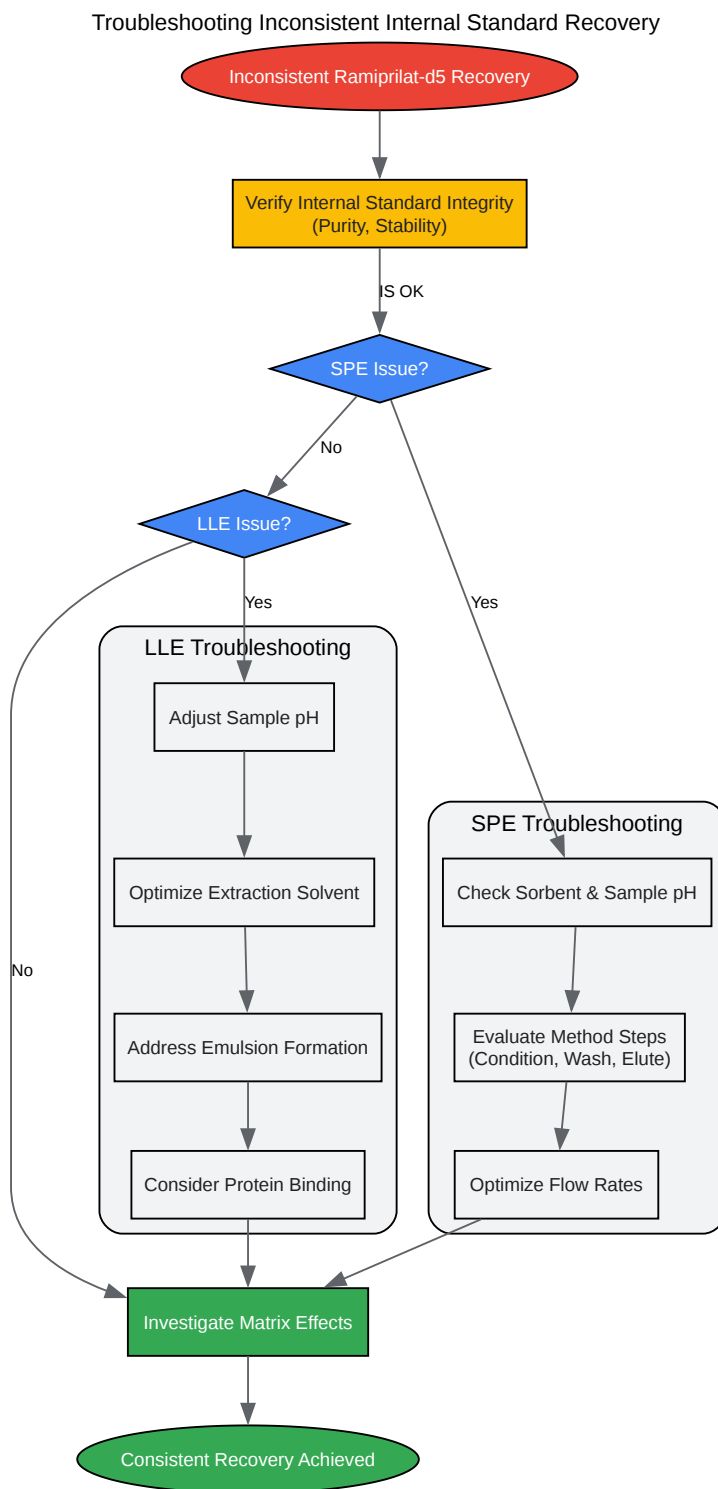 Troubleshooting Inconsistent Internal Standard Recovery
Inconsistent Ramiprilat-d5 Recovery
Verify Internal Standard Integrity
(Purity, Stability)
IS OK
SPE Issue?
No
LLE Issue?
Yes
Yes
LLE Troubleshooting
Adjust Sample pH
SPE Troubleshooting
Optimize Extraction Solvent
Check Sorbent & Sample pH
No
Address Emulsion Formation
Evaluate Method Steps
(Condition, Wash, Elute)
Consider Protein Binding
Optimize Flow Rates
Investigate Matrix Effects
Consistent Recovery Achieved